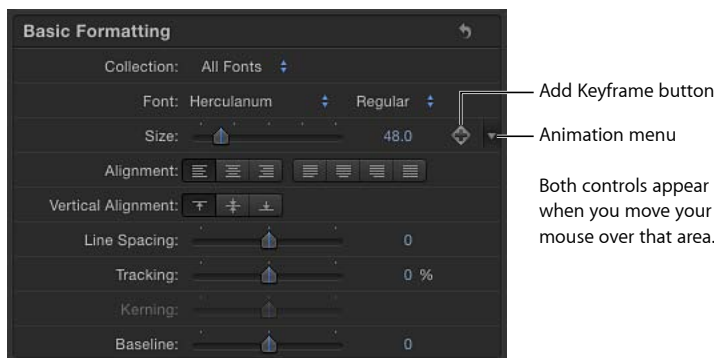 Basic Formatting
Collection: All Fonts
Font: Herculanum Regular
Add Keyframe button
Size: 48.0
Animation menu
Alignment:
Both controls appear
when you move your
mouse over that area.
Vertical Alignment:
Line Spacing: 0
Tracking: 0 %
Kerning:
Baseline: 0